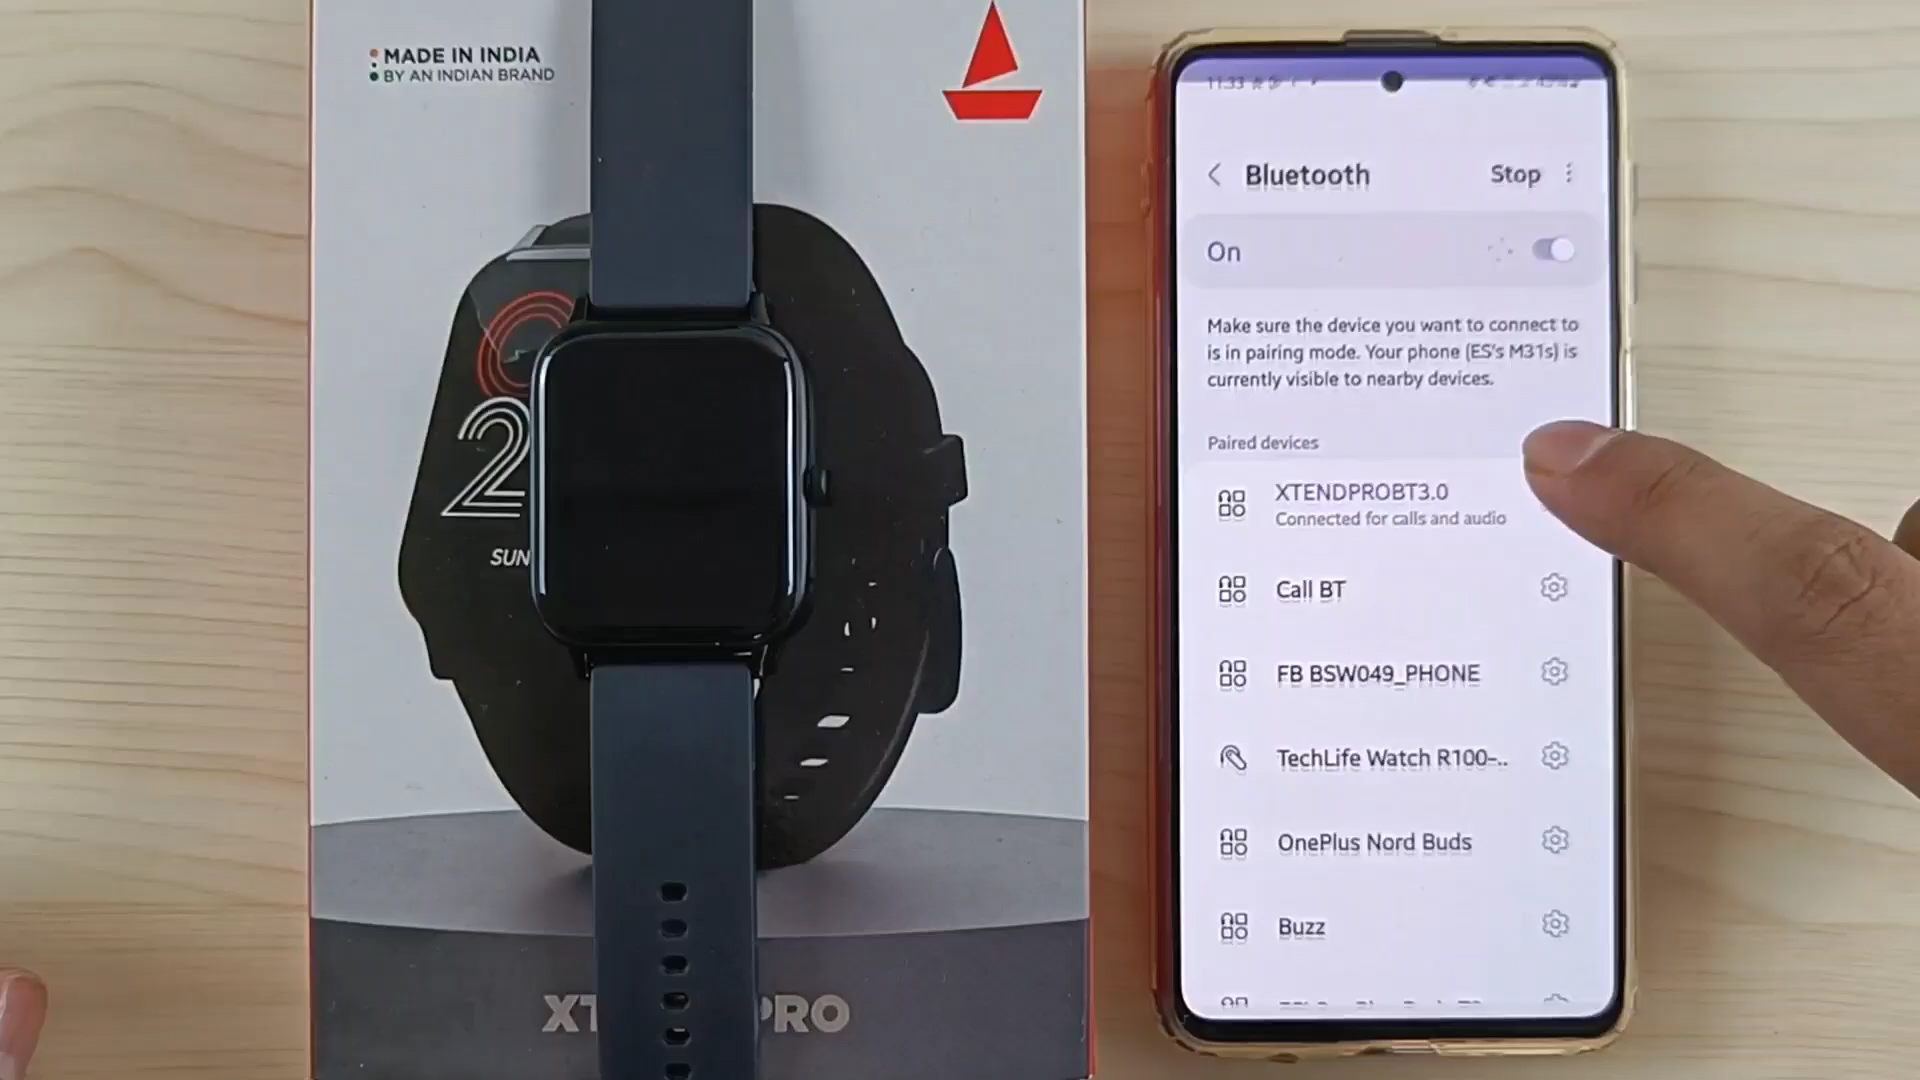 MADE IN INDIA
BY AN INDIAN BRAND
2
SUN
PRO
11:33
Bluetooth
Stop
On
Make sure the device you want to connect to
is in pairing mode. Your phone (ES's M31s) is
currently visible to nearby devices.
Paired devices
XTENDPROBT3.0
Connected for calls and audio
Call BT
FB BSW049_PHONE
TechLife Watch R100-..
OnePlus Nord Buds
Buzz